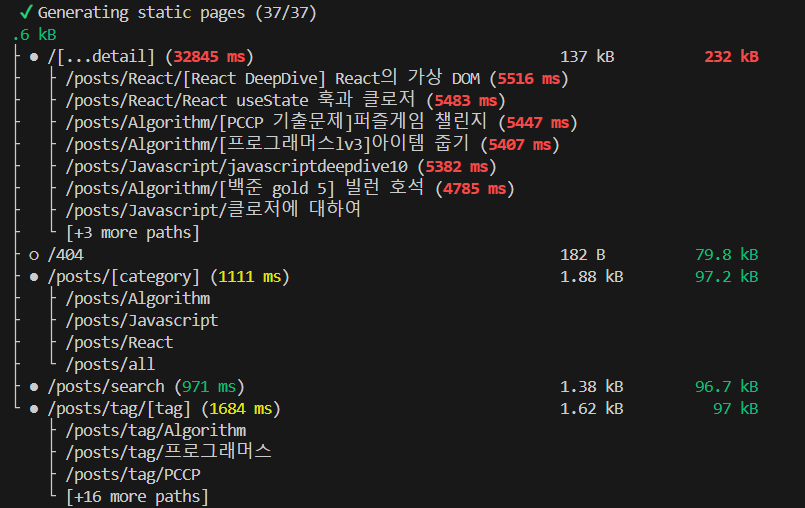 ✓ Generating static pages (37/37)
.6 kB
├ ● /[...detail] (32845 ms) 137 kB 232 kB
├ /posts/React/[React DeepDive] React의 가상 DOM (5516 ms)
├ /posts/React/React useState 훅과 클로저 (5483 ms)
├ /posts/Algorithm/[PCCP 기출문제]퍼즐게임 챌린지 (5447 ms)
├ /posts/Algorithm/[프로그래머스lv3]아이템 줍기 (5407 ms)
├ /posts/Javascript/javascriptdeepdive10 (5382 ms)
├ /posts/Algorithm/[백준 gold 5] 빌런 호석 (4785 ms)
├ /posts/Javascript/클로저에 대하여
└ [+3 more paths]
├ ○ /404 182 B 79.8 kB
├ ● /posts/[category] (1111 ms) 1.88 kB 97.2 kB
├ /posts/Algorithm
├ /posts/Javascript
├ /posts/React
└ /posts/all
├ ● /posts/search (971 ms) 1.38 kB 96.7 kB
└ ● /posts/tag/[tag] (1684 ms) 1.62 kB 97 kB
├ /posts/tag/Algorithm
├ /posts/tag/프로그래머스
├ /posts/tag/PCCP
└ [+16 more paths]